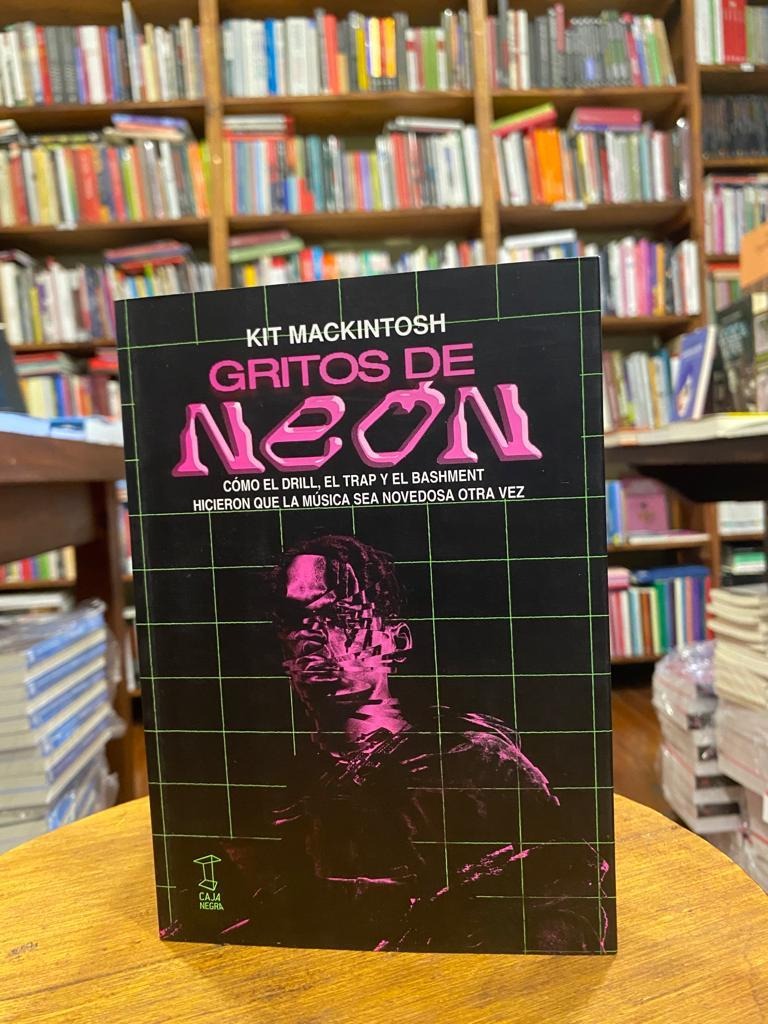 KIT MACKINTOSH
GRITOS DE
NEÓN
CÓMO EL DRILL, EL TRAP Y EL BASHMENT
HICIERON QUE LA MÚSICA SEA NOVEDOSA OTRA VEZ
CAJA
NEGRA